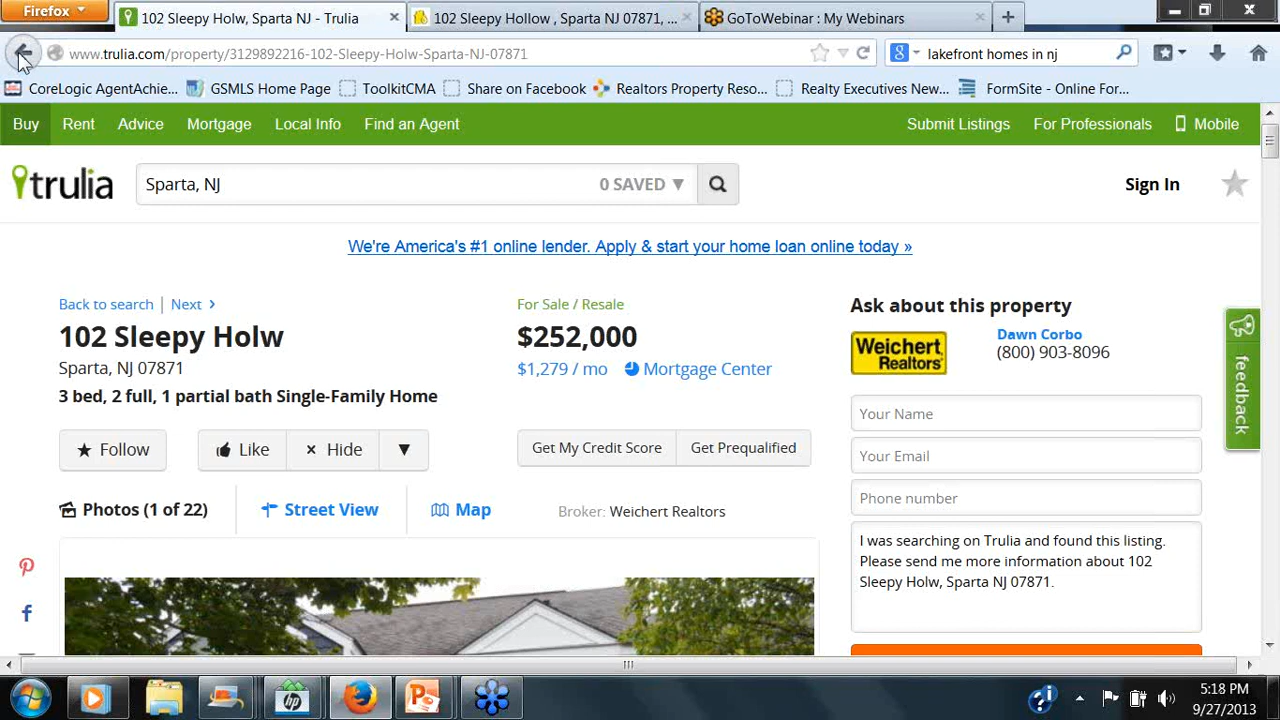 Firefox
102 Sleepy Holw, Sparta NJ - Trulia
102 Sleepy Hollow , Sparta NJ 07871, ...
GoToWebinar : My Webinars
www.trulia.com/property/3129892216-102-Sleepy-Holw-Sparta-NJ-07871
lakefront homes in nj
CoreLogic AgentAchie...
GSMLS Home Page
ToolkitCMA
Share on Facebook
Realtors Property Reso...
Realty Executives New...
FormSite - Online For...
Buy
Rent
Advice
Mortgage
Local Info
Find an Agent
Submit Listings
For Professionals
Mobile
trulia
Sparta, NJ
0 SAVED
Sign In
We're America's #1 online lender. Apply & start your home loan online today »
Back to search | Next >
102 Sleepy Holw
Sparta, NJ 07871
3 bed, 2 full, 1 partial bath Single-Family Home
For Sale / Resale
$252,000
$1,279 / mo
Mortgage Center
Follow
Like
Hide
Get My Credit Score
Get Prequalified
Photos (1 of 22)
Street View
Map
Broker: Weichert Realtors
Ask about this property
Weichert
Realtors
Dawn Corbo
(800) 903-8096
Your Name
Your Email
Phone number
I was searching on Trulia and found this listing.
Please send me more information about 102
Sleepy Holw, Sparta NJ 07871.
feedback
5:18 PM
9/27/2013